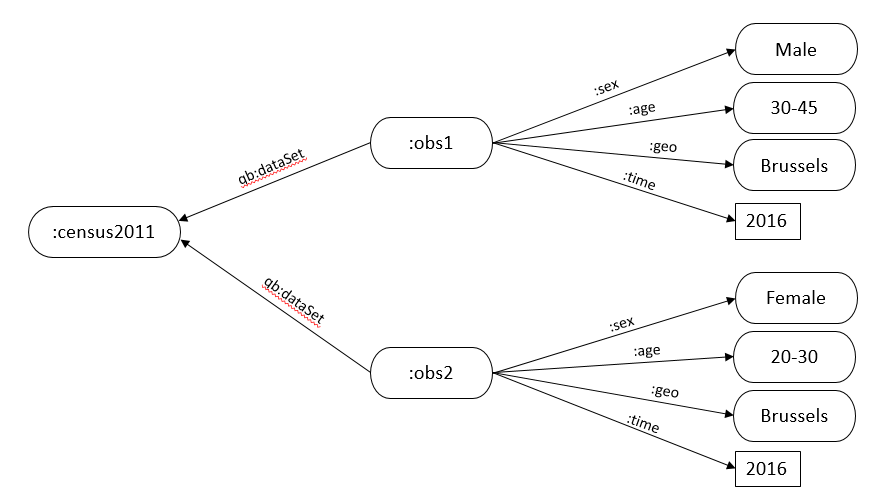 Male
:sex
:age
30-45
:obs1
:geo
Brussels
qb:dataSet
:time
2016
:census2011
qb:dataSet
Female
:sex
:age
20-30
:obs2
:geo
Brussels
:time
2016